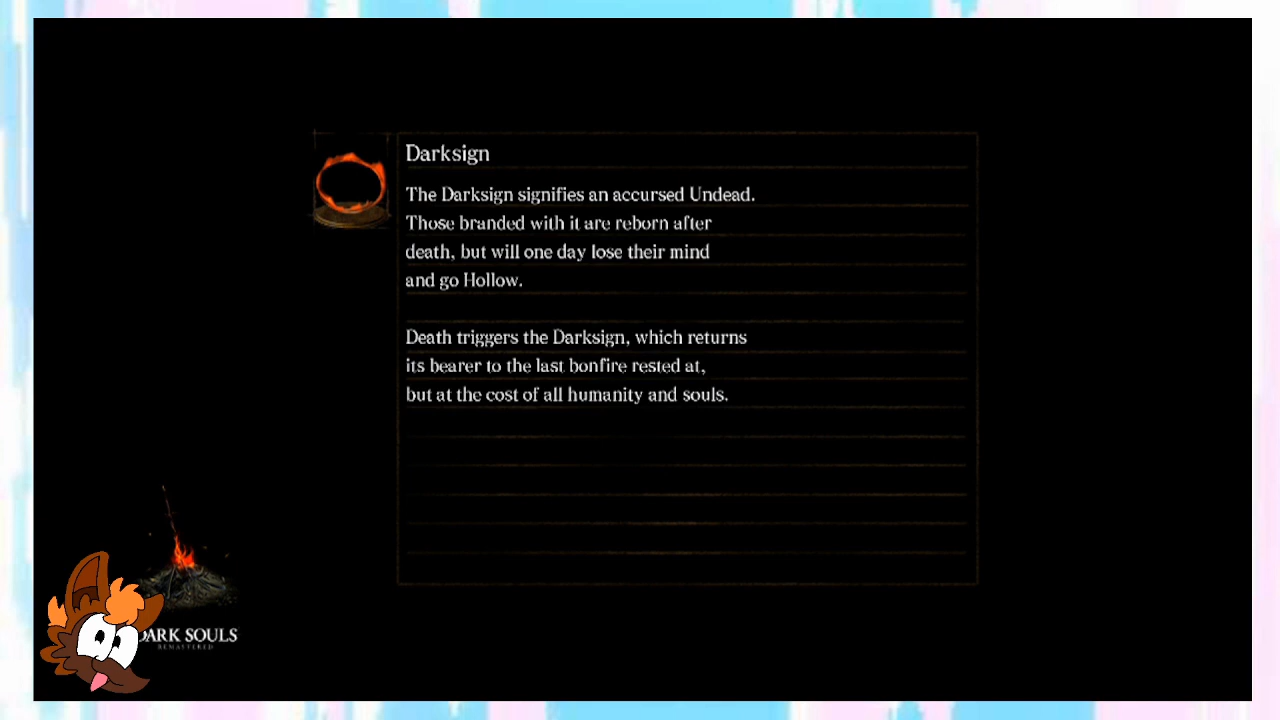 Darksign
The Darksign signifies an accursed Undead.
Those branded with it are reborn after
death, but will one day lose their mind
and go Hollow.
Death triggers the Darksign, which returns
its bearer to the last bonfire rested at,
but at the cost of all humanity and souls.
DARK SOULS
REMASTERED